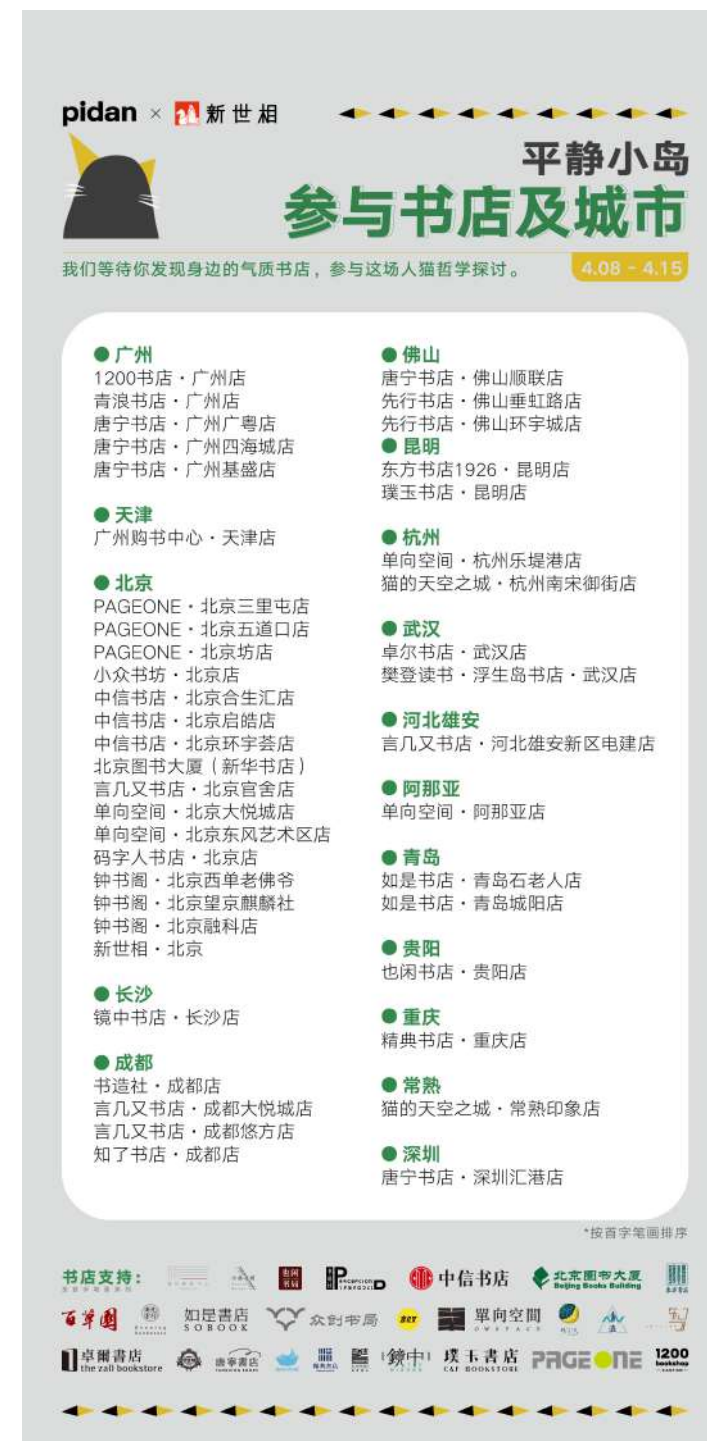 pidan × 新世相
平静小岛
参与书店及城市
我们等待你发现身边的气质书店，参与这场人猫哲学探讨。
4.08 - 4.15
● 广州
1200书店・广州店
青浪书店・广州店
唐宁书店・广州广粤店
唐宁书店・广州四海城店
唐宁书店・广州基盛店
● 天津
广州购书中心・天津店
● 北京
PAGEONE・北京三里屯店
PAGEONE・北京五道口店
PAGEONE・北京坊店
小众书坊・北京店
中信书店・北京合生汇店
中信书店・北京启皓店
中信书店・北京环宇荟店
北京图书大厦（新华书店）
言几又书店・北京官舍店
单向空间・北京大悦城店
单向空间・北京东风艺术区店
码字人书店・北京店
钟书阁・北京西单老佛爷
钟书阁・北京望京麒麟社
钟书阁・北京融科店
新世相・北京
● 长沙
镜中书店・长沙店
● 成都
书造社・成都店
言几又书店・成都大悦城店
言几又书店・成都悠方店
知了书店・成都店
● 佛山
唐宁书店・佛山顺联店
先行书店・佛山垂虹路店
先行书店・佛山环宇城店
● 昆明
东方书店1926・昆明店
璞玉书店・昆明店
● 杭州
单向空间・杭州乐堤港店
猫的天空之城・杭州南宋御街店
● 武汉
卓尔书店・武汉店
樊登读书・浮生岛书店・武汉店
● 河北雄安
言几又书店・河北雄安新区电建店
● 阿那亚
单向空间・阿那亚店
● 青岛
如是书店・青岛石老人店
如是书店・青岛城阳店
● 贵阳
也闲书店・贵阳店
● 重庆
精典书店・重庆店
● 常熟
猫的天空之城・常熟印象店
● 深圳
唐宁书店・深圳汇港店
*按首字笔画排序
书店支持：
中信书店
北京图书大厦
Beijing Books Building
百草園
如是書店
SOBOOK
众创书局
單向空間
OWSPACE
卓爾書店
the zall bookstore
唐寧書店
鏡中
璞玉書店
C&F BOOKSTORE
PAGEONE
1200
bookshop